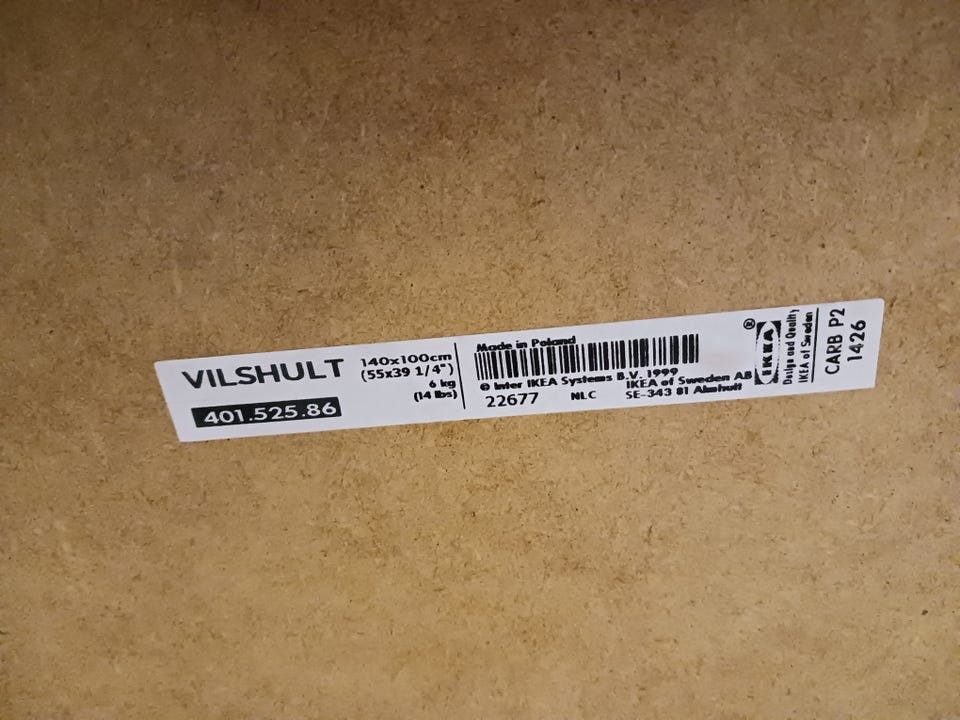 VILSHULT
401.525.86
140x100cm
(55x39 1/4")
6 kg
(14 lbs)
Made in Poland
© Inter IKEA Systems B.V. 1999
22677
NLC
IKEA of Sweden AB
SE-343 81 Älmhult
®
IKEA
Design and Quality
IKEA of Sweden
CARB P2
1426